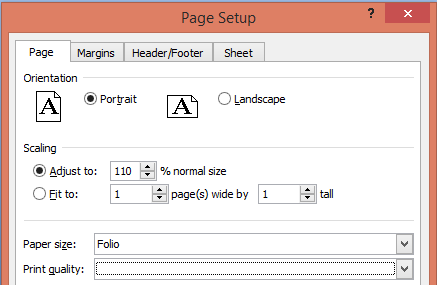 Page Setup ? X
Page Margins Header/Footer Sheet
Orientation
A Portrait A Landscape
Scaling
Adjust to: 110 % normal size
Fit to: 1 page(s) wide by 1 tall
Paper size: Folio
Print quality: